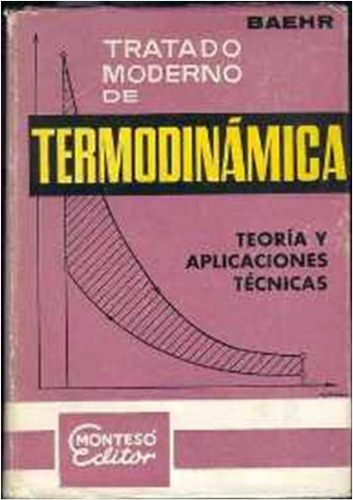 BAEHR
TRATADO
MODERNO
DE
TERMODINÁMICA
TEORÍA Y
APLICACIONES
TÉCNICAS
MONTESÓ
Editor